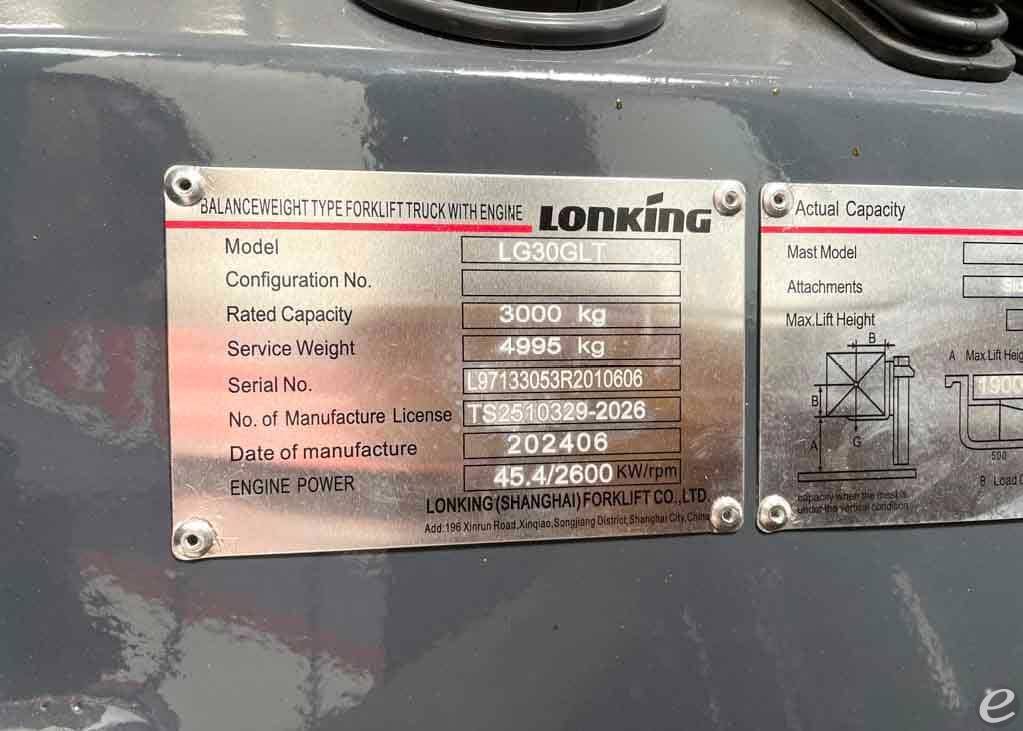 BALANCEWEIGHT TYPE FORKLIFT TRUCK WITH ENGINE LONKING
Model LG30GLT
Configuration No.
Rated Capacity 3000 kg
Service Weight 4995 kg
Serial No. L97133053R2010606
No. of Manufacture License TS2510329-2026
Date of manufacture 202406
ENGINE POWER 45.4/2600 KW/rpm
LONKING (SHANGHAI) FORKLIFT CO.,LTD.
Add:196 Xinrun Road,Xinqiao,Songjiang District,Shanghai City,China
Actual Capacity
Mast Model
Attachments
Max.Lift Height
B
A Max.Lift
B
1900
A
G
500
B Load
capacity when the mast is
under the vertical condition
e